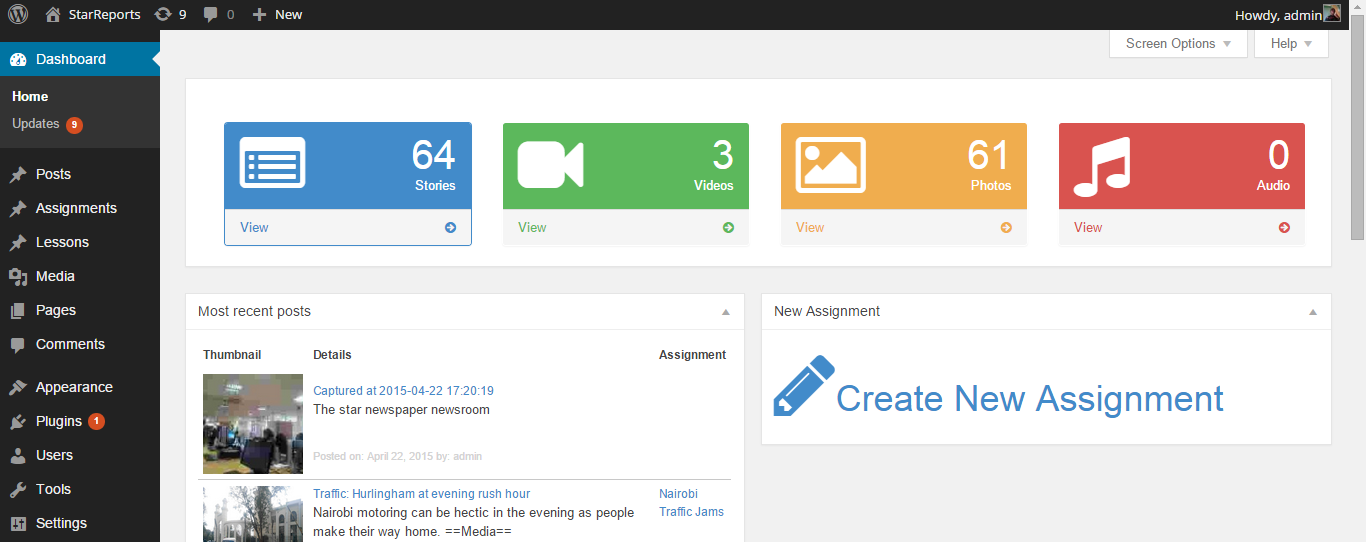 StarReports 9 0 New Howdy, admin
Screen Options Help
Dashboard
Home
Updates 9
Posts
Assignments
Lessons
Media
Pages
Comments
Appearance
Plugins 1
Users
Tools
Settings
64
Stories
View
3
Videos
View
61
Photos
View
0
Audio
View
Most recent posts
Thumbnail Details Assignment
Captured at 2015-04-22 17:20:19
The star newspaper newsroom
Posted on: April 22, 2015 by: admin
Traffic: Hurlingham at evening rush hour
Nairobi motoring can be hectic in the evening as people
make their way home. ==Media==
Nairobi
Traffic Jams
New Assignment
Create New Assignment